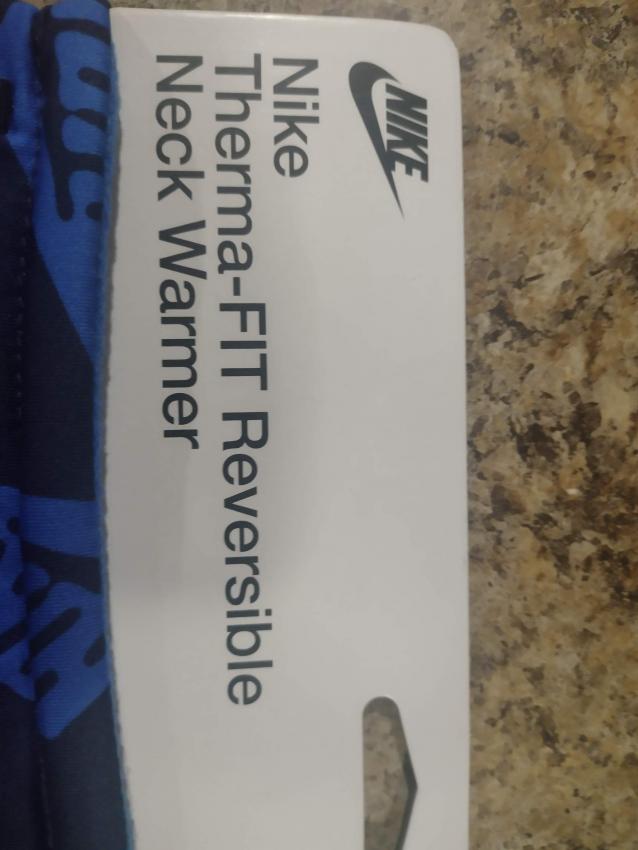 NIKE
Nike
Therma-FIT Reversible
Neck Warmer